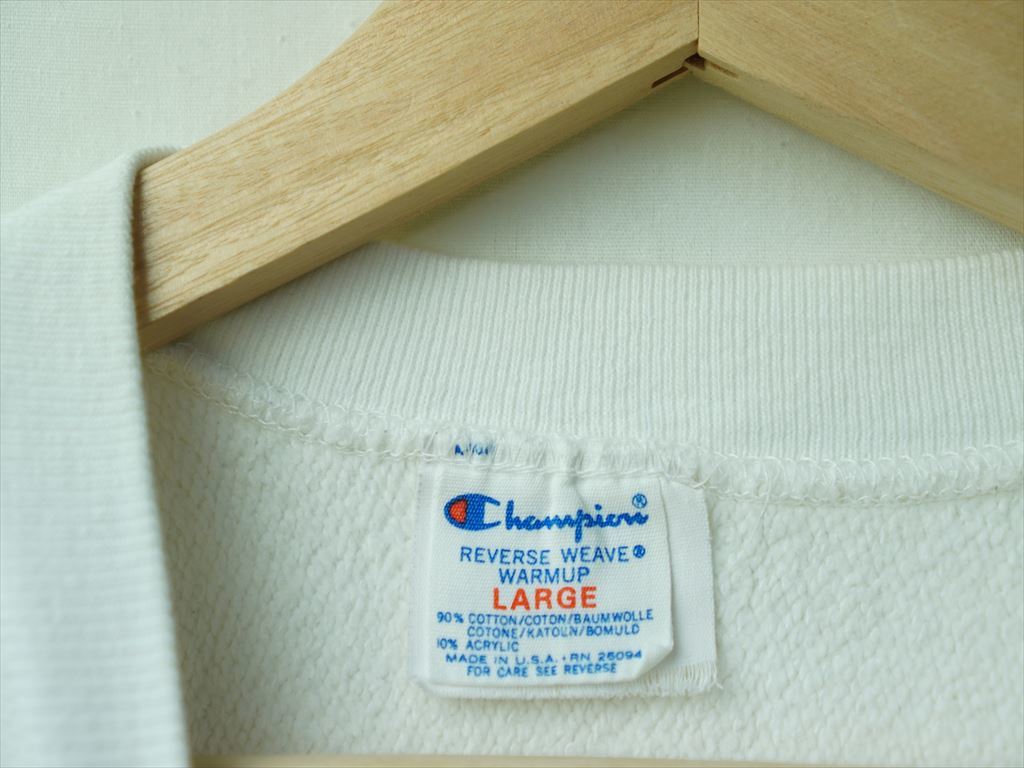 Champion®
REVERSE WEAVE®
WARMUP
LARGE
90% COTTON/COTON/BAUMWOLLE
COTONE/KATOUN/BOMULD
10% ACRYLIC
MADE IN U.S.A. • RN 26094
FOR CARE SEE REVERSE